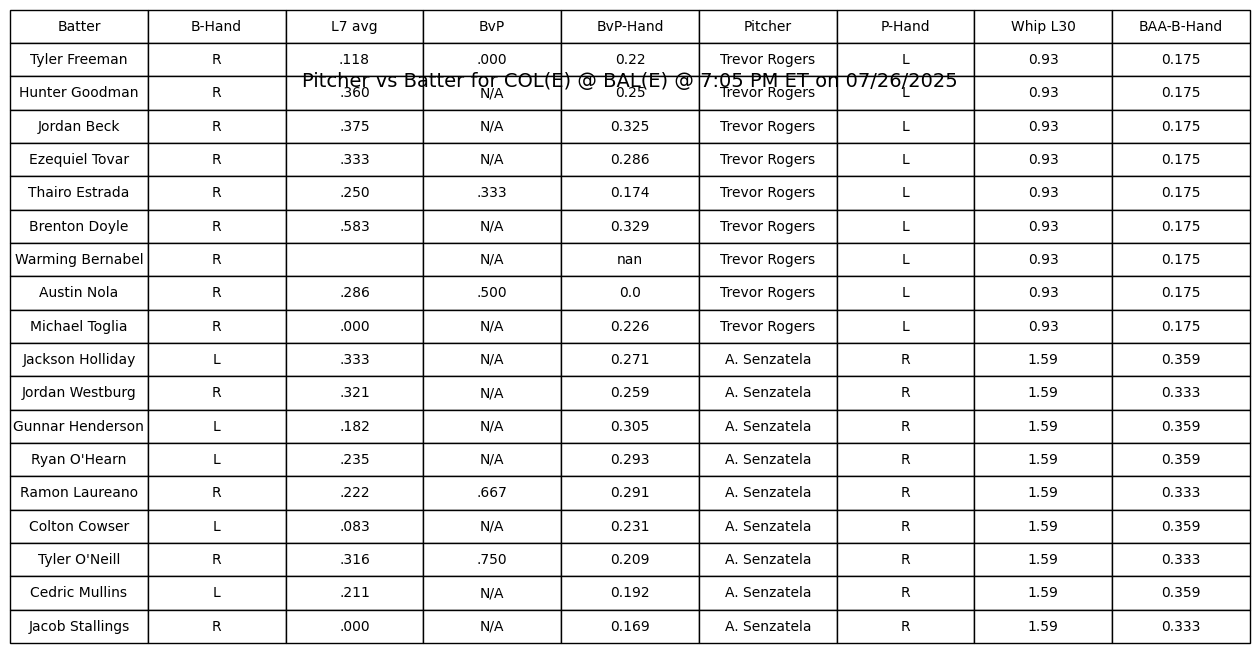 Batter B-Hand L7 avg BvP BvP-Hand Pitcher P-Hand Whip L30 BAA-B-Hand
Tyler Freeman R .118 .000 0.22 Trevor Rogers L 0.93 0.175
Pitcher vs Batter for COL(E) @ BAL(E) @ 7:05 PM ET on 07/26/2025
Hunter Goodman R .360 N/A 0.25 Trevor Rogers L 0.93 0.175
Jordan Beck R .375 N/A 0.325 Trevor Rogers L 0.93 0.175
Ezequiel Tovar R .333 N/A 0.286 Trevor Rogers L 0.93 0.175
Thairo Estrada R .250 .333 0.174 Trevor Rogers L 0.93 0.175
Brenton Doyle R .583 N/A 0.329 Trevor Rogers L 0.93 0.175
Warming Bernabel R N/A nan Trevor Rogers L 0.93 0.175
Austin Nola R .286 .500 0.0 Trevor Rogers L 0.93 0.175
Michael Toglia R .000 N/A 0.226 Trevor Rogers L 0.93 0.175
Jackson Holliday L .333 N/A 0.271 A. Senzatela R 1.59 0.359
Jordan Westburg R .321 N/A 0.259 A. Senzatela R 1.59 0.333
Gunnar Henderson L .182 N/A 0.305 A. Senzatela R 1.59 0.359
Ryan O'Hearn L .235 N/A 0.293 A. Senzatela R 1.59 0.359
Ramon Laureano R .222 .667 0.291 A. Senzatela R 1.59 0.333
Colton Cowser L .083 N/A 0.231 A. Senzatela R 1.59 0.359
Tyler O'Neill R .316 .750 0.209 A. Senzatela R 1.59 0.333
Cedric Mullins L .211 N/A 0.192 A. Senzatela R 1.59 0.359
Jacob Stallings R .000 N/A 0.169 A. Senzatela R 1.59 0.333